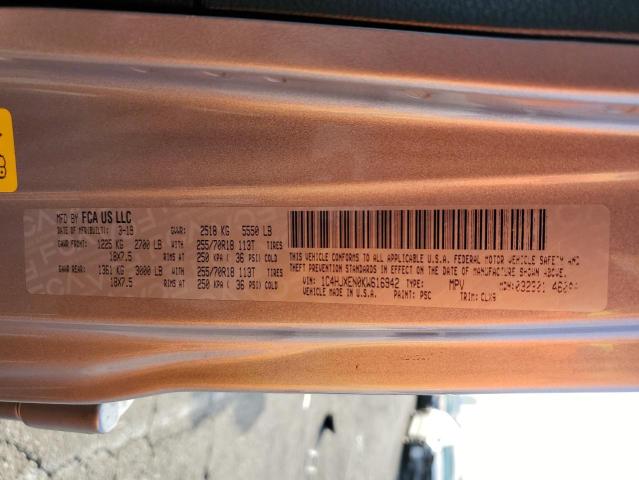 MFD BY FCA US LLC
DATE OF MFR(BUILT): 3-19 GVWR: 2518 KG 5550 LB
GAWR FRONT: 1225 KG 2700 LB WITH 255/70R18 113T TIRES
18X7.5 RIMS AT 250 KPA ( 36 PSI) COLD
GAWR REAR: 1361 KG 3000 LB WITH 255/70R18 113T TIRES
18X7.5 RIMS AT 250 KPA ( 36 PSI) COLD
THIS VEHICLE CONFORMS TO ALL APPLICABLE U.S.A. FEDERAL MOTOR VEHICLE SAFETY
AND THEFT PREVENTION STANDARDS IN EFFECT ON THE DATE OF MANUFACTURE SHOWN ABOVE.
VIN: 1C4HJXEN0KW616942 TYPE: MPV MDH: 032321
VEHICLE MADE IN U.S.A. PAINT: PSC TRIM: CLX9